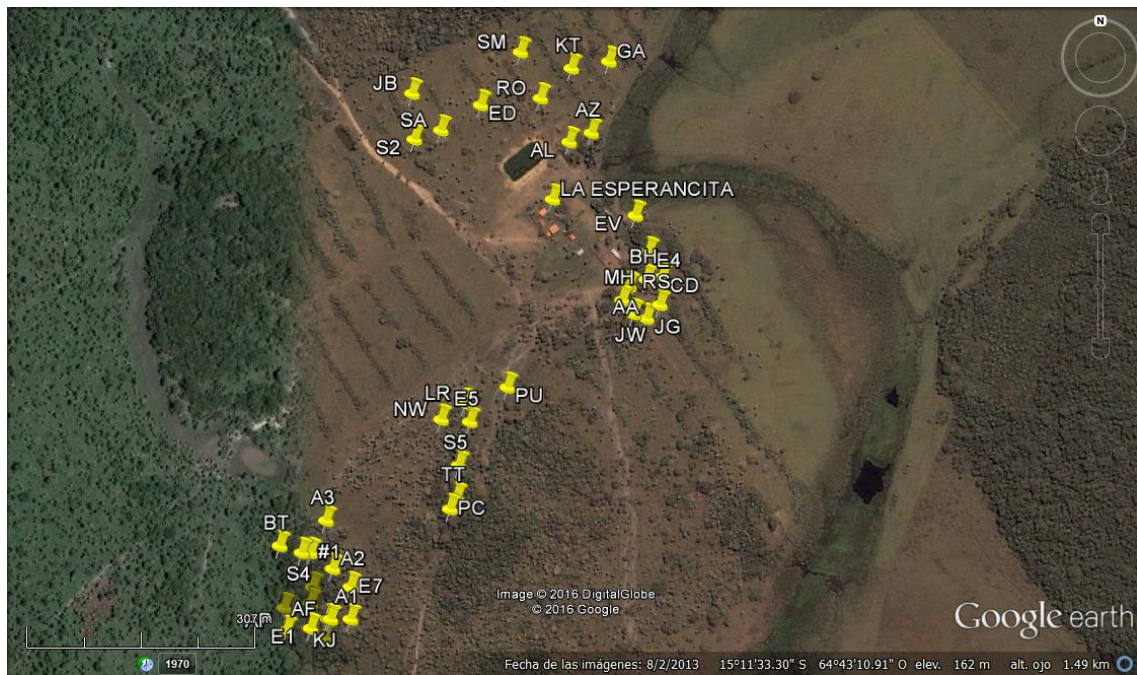 N
SM
KT
GA
JB
RO
ED
SA
AZ
S2
AL
LA ESPERANCITA
EV
BH
E4
MH
RS
CD
AA
JG
JW
PU
LR
E5
NW
S5
TT
PC
A3
BT
#1
A2
S4
E7
A1
AF
E1
KJ
Image © 2016 DigitalGlobe
© 2016 Google
Google earth
1970
Fecha de las imágenes: 8/2/2013 15°11'33.30" S 64°43'10.91" O elev. 162 m alt. ojo 1.49 km